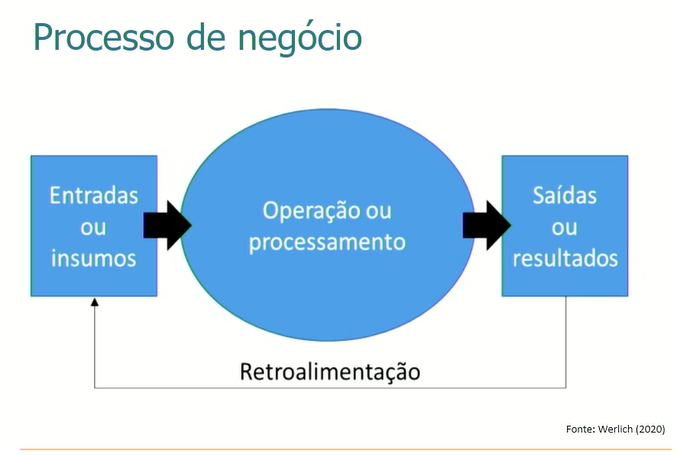 Processo de negócio
Entradas
ou
insumos
Operação ou
processamento
Saídas
ou
resultados
Retroalimentação
Fonte: Werlich (2020)